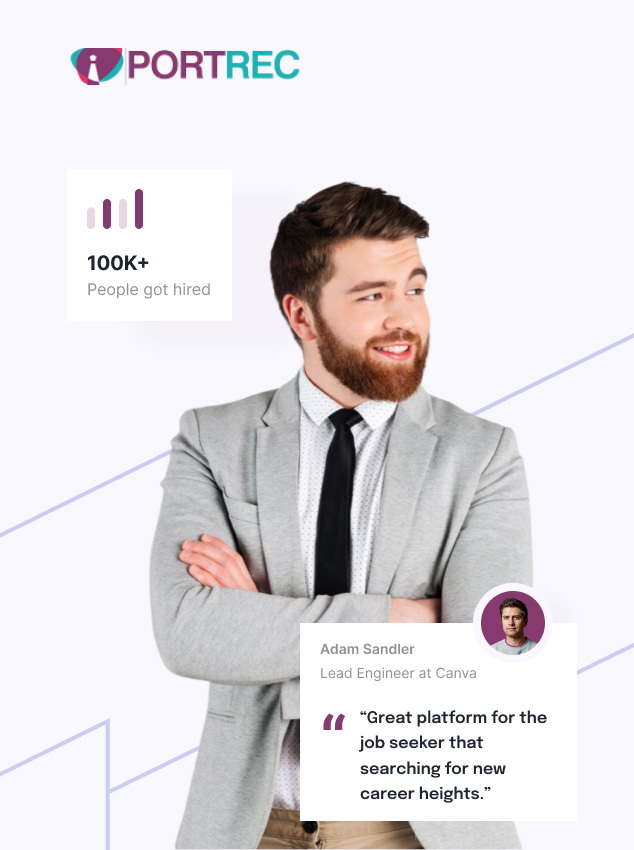 PORTREC
100K+
People got hired
Adam Sandler
Lead Engineer at Canva
“Great platform for the
job seeker that
searching for new
career heights.”